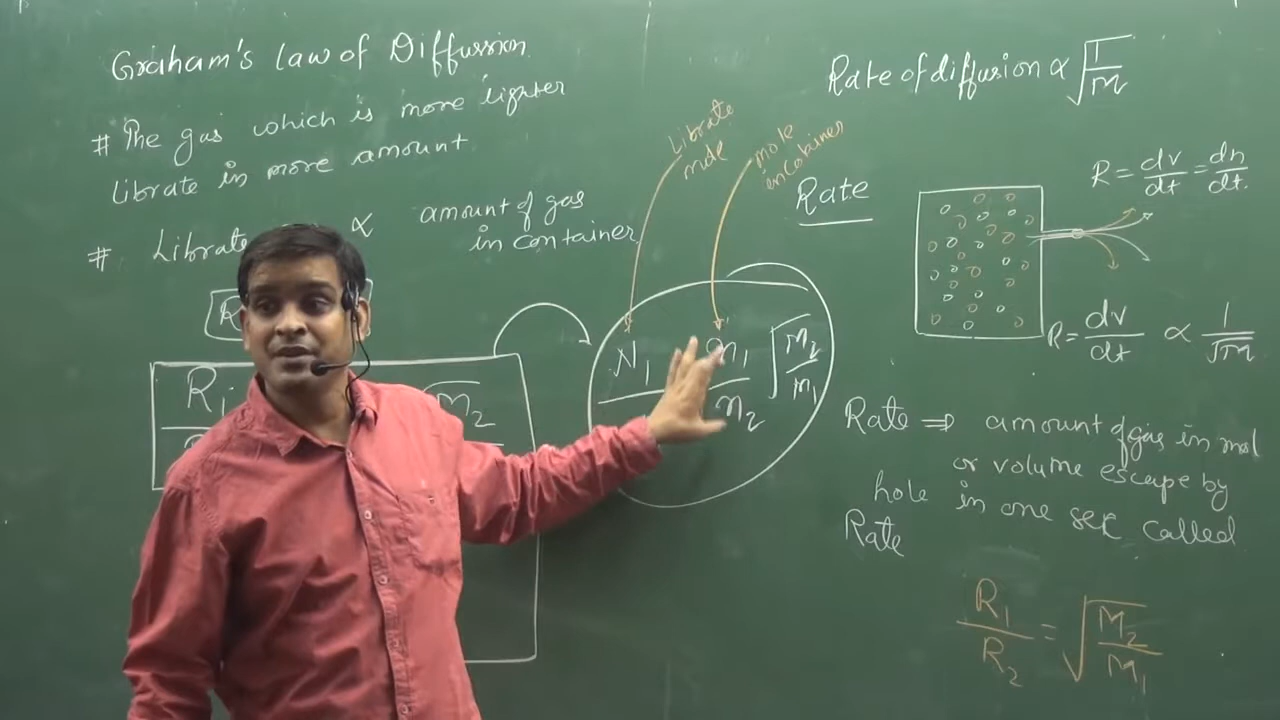 Graham's Law of Diffusion
# The gas which is more lighter
librate in more amount
# Librate ∝ amount of gas
in container
R
R₁ M₂
Librate
mole
mole
in Cotainer
N₁ n₁/n₂ √(M₂/M₁)
Rate of diffusion ∝ √(1/M)
Rate
R = dv/dt = dn/dt.
R = dv/dt ∝ 1/√M
Rate ⇒ amount of gas in mol
or volume escape by
hole in one sec called
Rate
R₁/R₂ = √(M₂/M₁)